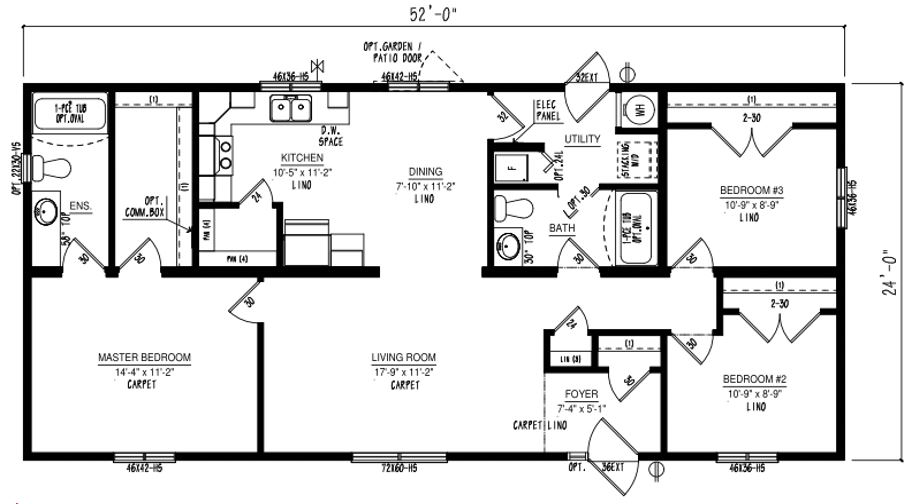 52'-0"
OPT.GARDEN /
PATIO DOOR
46X36-H5
46X42-H5
32EXT
1-PCE TUB
OPT.OVAL
(1)
D.W.
SPACE
32
ELEC
PANEL
WH
(1)
2-30
UTILITY
OPT. 22X30-V5
KITCHEN
10'-5" x 11'-2"
LINO
DINING
7'-10" x 11'-2"
LINO
F
OPT.24L
STACKING
W/D
(1)
24
OPT.30
BEDROOM #3
10'-9" x 8'-9"
LINO
46X36-H5
ENS.
58" TOP
OPT.
COMM.BOX
PAN (4)
PAN (4)
BATH
30" TOP
1-PCE TUB
OPT.OVAL
30
30
30
30
24'-0"
50
(1)
2-30
24
LIN (3)
(1)
30
MASTER BEDROOM
14'-4" x 11'-2"
CARPET
LIVING ROOM
17'-9" x 11'-2"
CARPET
FOYER
7'-4" x 5'-1"
CARPET LINO
BEDROOM #2
10'-9" x 8'-9"
LINO
46X42-H5
72X60-H5
OPT.
36EXT
46X36-H5